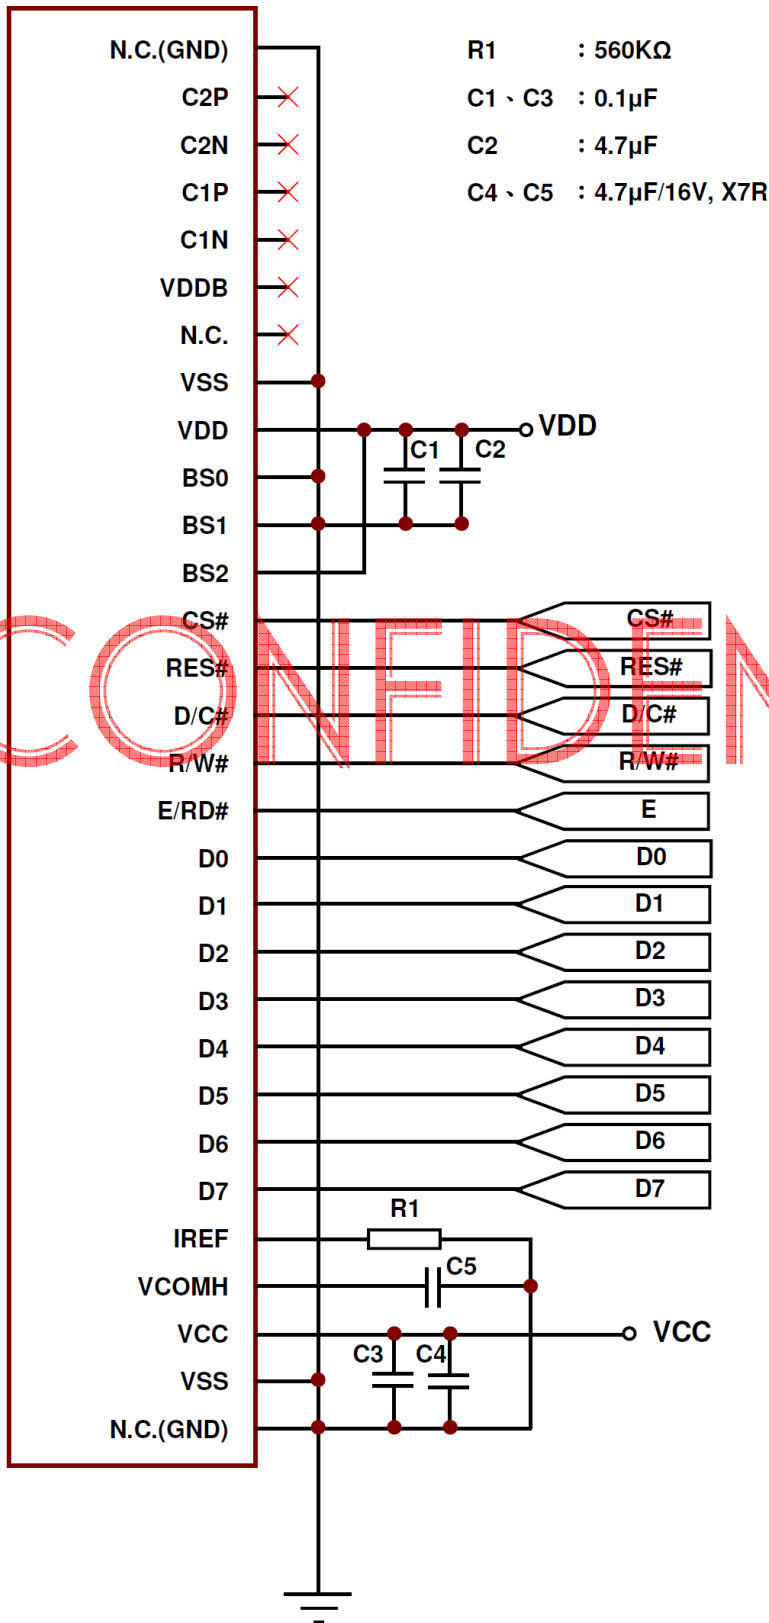 N.C.(GND)
C2P
C2N
C1P
C1N
VDDB
N.C.
VSS
VDD
BS0
BS1
BS2
CS#
RES#
D/C#
R/W#
E/RD#
D0
D1
D2
D3
D4
D5
D6
D7
IREF
VCOMH
VCC
VSS
N.C.(GND)
R1 : 560KΩ
C1、C3 : 0.1μF
C2 : 4.7μF
C4、C5 : 4.7μF/16V, X7R
VDD
C1 C2
CS#
RES#
D/C#
R/W#
E
D0
D1
D2
D3
D4
D5
D6
D7
R1
C5
VCC
C3 C4
CONFIDEN